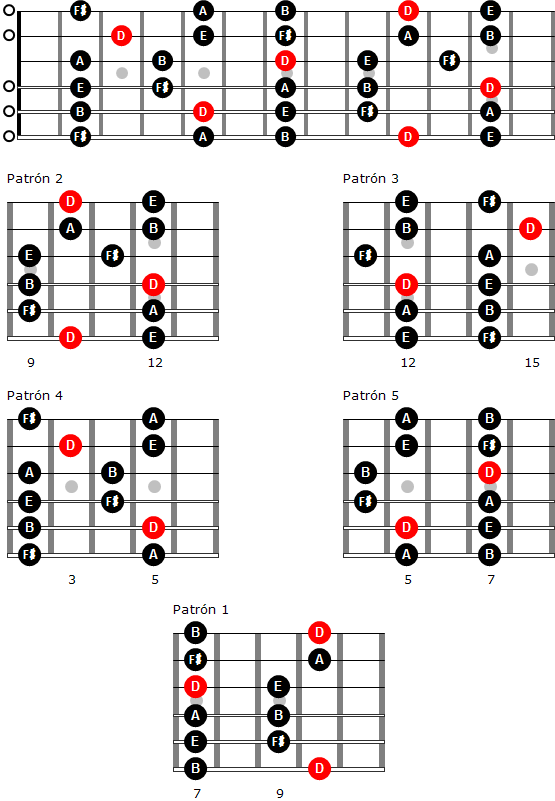 F♯ A B D E
D E F♯ A B
A B D E F♯
E F♯ A B D
B D E F♯ A
F♯ A B D E
Patrón 2
D E
A B
E F♯
B D
F♯ A
D E
9 12
Patrón 3
E F♯
B D
F♯ A
D E
A B
E F♯
12 15
Patrón 4
F♯ A
D E
A B
E F♯
B D
F♯ A
3 5
Patrón 5
A B
E F♯
B D
F♯ A
D E
A B
5 7
Patrón 1
B D
F♯ A
D E
A B
E F♯
B D
7 9